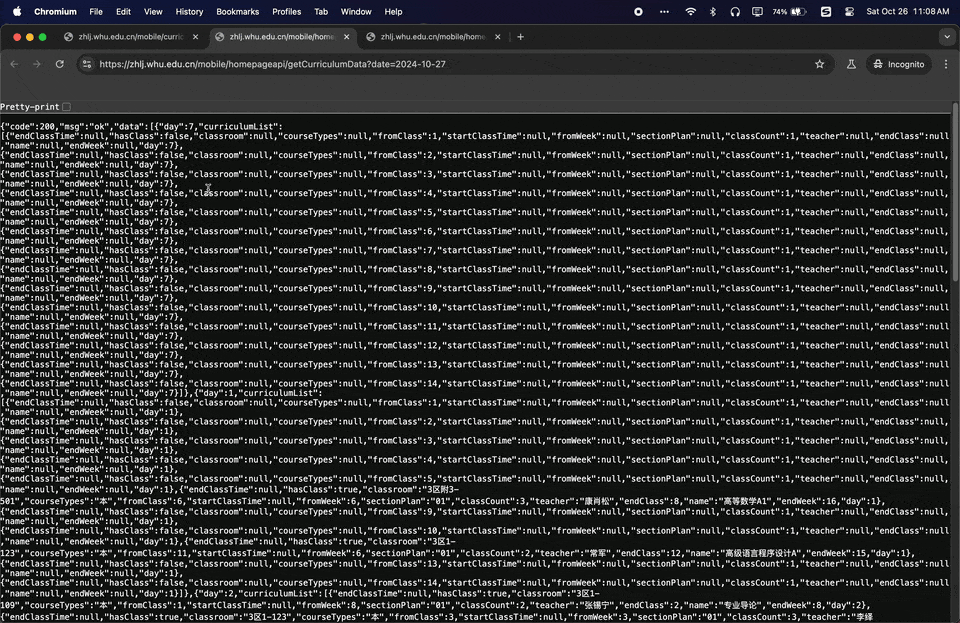 Chromium File Edit View History Bookmarks Profiles Tab Window Help 74% S Sat Oct 26 11:08 AM
zhlj.whu.edu.cn/mobile/curric zhlj.whu.edu.cn/mobile/home zhlj.whu.edu.cn/mobile/home
https://zhlj.whu.edu.cn/mobile/homepageapi/getCurriculumData?date=2024-10-27 Incognito
Pretty-print
{"code":200,"msg":"ok","data":[{"day":7,"curriculumList":
[{"endClassTime":null,"hasClass":false,"classroom":null,"courseTypes":null,"fromClass":1,"startClassTime":null,"fromWeek":null,"sectionPlan":null,"classCount":1,"teacher":null,"endClass":null
,"name":null,"endWeek":null,"day":7},
{"endClassTime":null,"hasClass":false,"classroom":null,"courseTypes":null,"fromClass":2,"startClassTime":null,"fromWeek":null,"sectionPlan":null,"classCount":1,"teacher":null,"endClass":null,
"name":null,"endWeek":null,"day":7},
{"endClassTime":null,"hasClass":false,"classroom":null,"courseTypes":null,"fromClass":3,"startClassTime":null,"fromWeek":null,"sectionPlan":null,"classCount":1,"teacher":null,"endClass":null,
"name":null,"endWeek":null,"day":7},
{"endClassTime":null,"hasClass":false,"classroom":null,"courseTypes":null,"fromClass":4,"startClassTime":null,"fromWeek":null,"sectionPlan":null,"classCount":1,"teacher":null,"endClass":null,
"name":null,"endWeek":null,"day":7},
{"endClassTime":null,"hasClass":false,"classroom":null,"courseTypes":null,"fromClass":5,"startClassTime":null,"fromWeek":null,"sectionPlan":null,"classCount":1,"teacher":null,"endClass":null,
"name":null,"endWeek":null,"day":7},
{"endClassTime":null,"hasClass":false,"classroom":null,"courseTypes":null,"fromClass":6,"startClassTime":null,"fromWeek":null,"sectionPlan":null,"classCount":1,"teacher":null,"endClass":null,
"name":null,"endWeek":null,"day":7},
{"endClassTime":null,"hasClass":false,"classroom":null,"courseTypes":null,"fromClass":7,"startClassTime":null,"fromWeek":null,"sectionPlan":null,"classCount":1,"teacher":null,"endClass":null,
"name":null,"endWeek":null,"day":7},
{"endClassTime":null,"hasClass":false,"classroom":null,"courseTypes":null,"fromClass":8,"startClassTime":null,"fromWeek":null,"sectionPlan":null,"classCount":1,"teacher":null,"endClass":null,
"name":null,"endWeek":null,"day":7},
{"endClassTime":null,"hasClass":false,"classroom":null,"courseTypes":null,"fromClass":9,"startClassTime":null,"fromWeek":null,"sectionPlan":null,"classCount":1,"teacher":null,"endClass":null,
"name":null,"endWeek":null,"day":7},
{"endClassTime":null,"hasClass":false,"classroom":null,"courseTypes":null,"fromClass":10,"startClassTime":null,"fromWeek":null,"sectionPlan":null,"classCount":1,"teacher":null,"endClass":null
,"name":null,"endWeek":null,"day":7},
{"endClassTime":null,"hasClass":false,"classroom":null,"courseTypes":null,"fromClass":11,"startClassTime":null,"fromWeek":null,"sectionPlan":null,"classCount":1,"teacher":null,"endClass":null
,"name":null,"endWeek":null,"day":7},
{"endClassTime":null,"hasClass":false,"classroom":null,"courseTypes":null,"fromClass":12,"startClassTime":null,"fromWeek":null,"sectionPlan":null,"classCount":1,"teacher":null,"endClass":null
,"name":null,"endWeek":null,"day":7},
{"endClassTime":null,"hasClass":false,"classroom":null,"courseTypes":null,"fromClass":13,"startClassTime":null,"fromWeek":null,"sectionPlan":null,"classCount":1,"teacher":null,"endClass":null
,"name":null,"endWeek":null,"day":7},
{"endClassTime":null,"hasClass":false,"classroom":null,"courseTypes":null,"fromClass":14,"startClassTime":null,"fromWeek":null,"sectionPlan":null,"classCount":1,"teacher":null,"endClass":null
,"name":null,"endWeek":null,"day":7}]},{"day":1,"curriculumList":
[{"endClassTime":null,"hasClass":false,"classroom":null,"courseTypes":null,"fromClass":1,"startClassTime":null,"fromWeek":null,"sectionPlan":null,"classCount":1,"teacher":null,"endClass":null
,"name":null,"endWeek":null,"day":1},
{"endClassTime":null,"hasClass":false,"classroom":null,"courseTypes":null,"fromClass":2,"startClassTime":null,"fromWeek":null,"sectionPlan":null,"classCount":1,"teacher":null,"endClass":null,
"name":null,"endWeek":null,"day":1},
{"endClassTime":null,"hasClass":false,"classroom":null,"courseTypes":null,"fromClass":3,"startClassTime":null,"fromWeek":null,"sectionPlan":null,"classCount":1,"teacher":null,"endClass":null,
"name":null,"endWeek":null,"day":1},
{"endClassTime":null,"hasClass":false,"classroom":null,"courseTypes":null,"fromClass":4,"startClassTime":null,"fromWeek":null,"sectionPlan":null,"classCount":1,"teacher":null,"endClass":null,
"name":null,"endWeek":null,"day":1},
{"endClassTime":null,"hasClass":false,"classroom":null,"courseTypes":null,"fromClass":5,"startClassTime":null,"fromWeek":null,"sectionPlan":null,"classCount":1,"teacher":null,"endClass":null,
"name":null,"endWeek":null,"day":1},{"endClassTime":null,"hasClass":true,"classroom":"3区附3-
501","courseTypes":"本","fromClass":6,"startClassTime":null,"fromWeek":6,"sectionPlan":"01","classCount":3,"teacher":"康肖松","endClass":8,"name":"高等数学A1","endWeek":16,"day":1},
{"endClassTime":null,"hasClass":false,"classroom":null,"courseTypes":null,"fromClass":9,"startClassTime":null,"fromWeek":null,"sectionPlan":null,"classCount":1,"teacher":null,"endClass":null,
"name":null,"endWeek":null,"day":1},
{"endClassTime":null,"hasClass":false,"classroom":null,"courseTypes":null,"fromClass":10,"startClassTime":null,"fromWeek":null,"sectionPlan":null,"classCount":1,"teacher":null,"endClass":null
,"name":null,"endWeek":null,"day":1},{"endClassTime":null,"hasClass":true,"classroom":"3区1-
123","courseTypes":"本","fromClass":11,"startClassTime":null,"fromWeek":6,"sectionPlan":"01","classCount":2,"teacher":"常军","endClass":12,"name":"高级语言程序设计A","endWeek":15,"day":1},
{"endClassTime":null,"hasClass":false,"classroom":null,"courseTypes":null,"fromClass":13,"startClassTime":null,"fromWeek":null,"sectionPlan":null,"classCount":1,"teacher":null,"endClass":null
,"name":null,"endWeek":null,"day":1},
{"endClassTime":null,"hasClass":false,"classroom":null,"courseTypes":null,"fromClass":14,"startClassTime":null,"fromWeek":null,"sectionPlan":null,"classCount":1,"teacher":null,"endClass":null
,"name":null,"endWeek":null,"day":1}]},{"day":2,"curriculumList":[{"endClassTime":null,"hasClass":true,"classroom":"3区1-
109","courseTypes":"本","fromClass":1,"startClassTime":null,"fromWeek":8,"sectionPlan":"01","classCount":2,"teacher":"张锡宁","endClass":2,"name":"专业导论","endWeek":8,"day":2},
{"endClassTime":null,"hasClass":true,"classroom":"3区1-123","courseTypes":"本","fromClass":3,"startClassTime":null,"fromWeek":3,"sectionPlan":"01","classCount":3,"teacher":"李绎